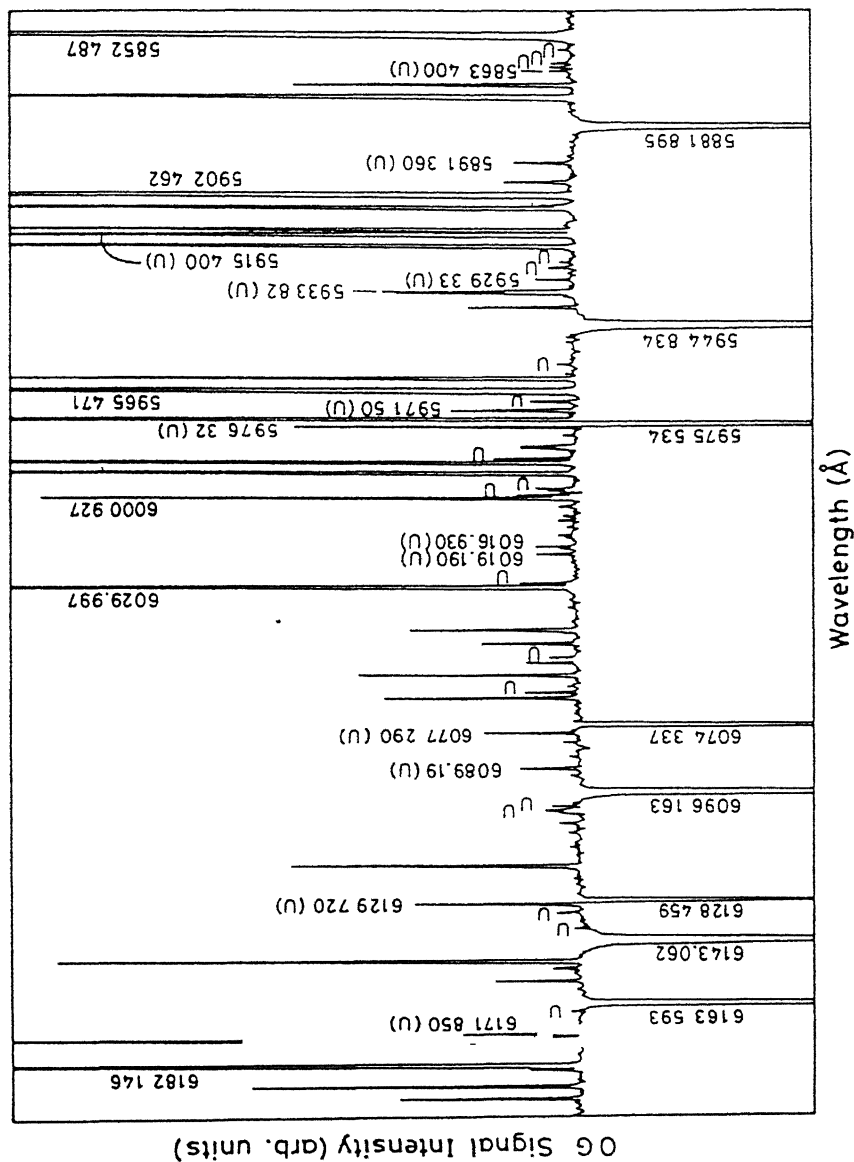 O G Signal Intensity (arb. units)
6182 146
6171 850 (U)
6163 593
U
6143.062
U
U
6128 459
6129 720 (U)
6096 163
U U
6089.19 (U)
6077 290 (U)
6074 337
U
U
6029.997
U
6019.190 (U)
6016.930 (U)
6000 927
U
U
U
5975 534
5976 32 (U)
5971 50 (U)
5965 471
U
U
5944 834
5933 82 (U)
5929 33 (U)
U
U
5915 400 (U)
5902 462
5891 360 (U)
5881 895
5863 400 (U)
U U U
5852 487
Wavelength (Å)